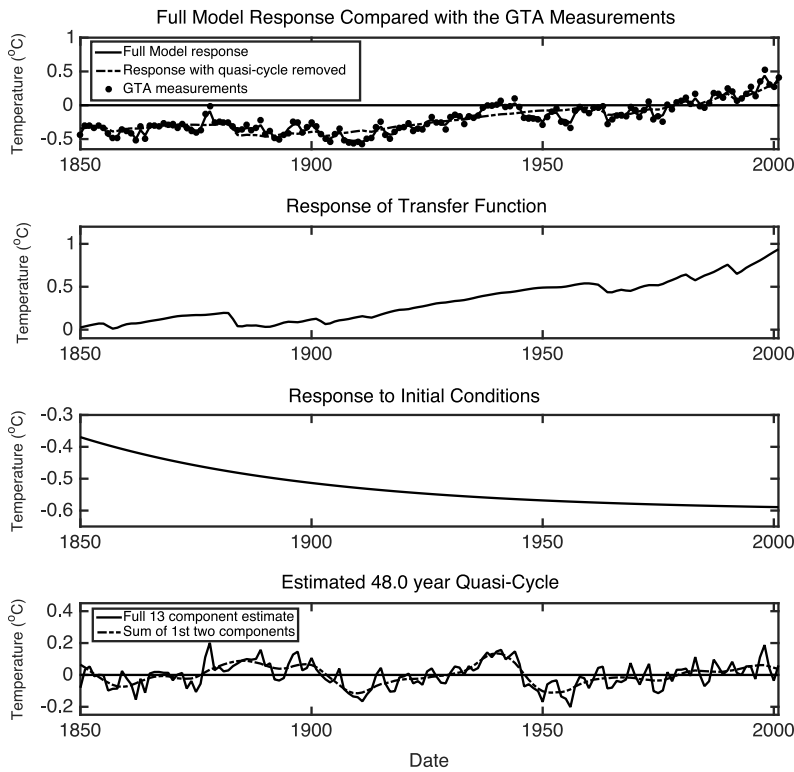 Full Model Response Compared with the GTA Measurements
Temperature (°C)
1
0.5
0
-0.5
Full Model response
Response with quasi-cycle removed
GTA measurements
1850
1900
1950
2000
Response of Transfer Function
Temperature (°C)
1
0.5
0
1850
1900
1950
2000
Response to Initial Conditions
Temperature (°C)
-0.3
-0.4
-0.5
-0.6
1850
1900
1950
2000
Estimated 48.0 year Quasi-Cycle
Temperature (°C)
0.4
0.2
0
-0.2
Full 13 component estimate
Sum of 1st two components
1850
1900
1950
2000
Date